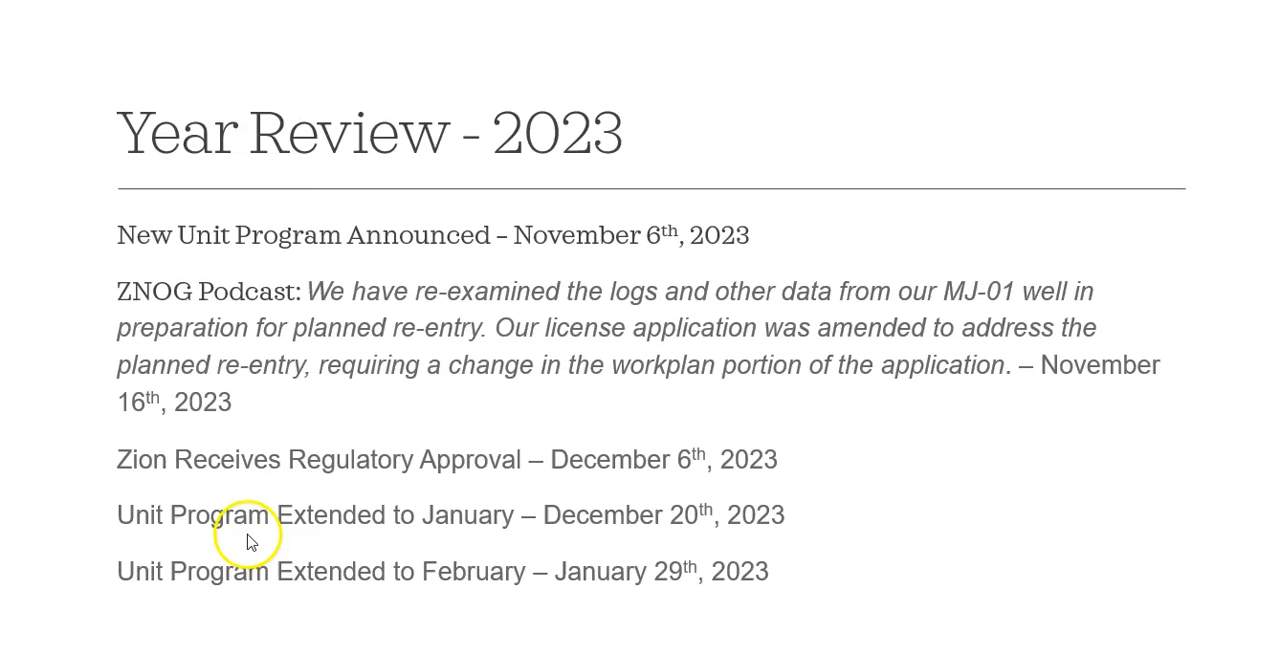 Year Review - 2023
New Unit Program Announced – November 6th, 2023
ZNOG Podcast: We have re-examined the logs and other data from our MJ-01 well in
preparation for planned re-entry. Our license application was amended to address the
planned re-entry, requiring a change in the workplan portion of the application. – November
16th, 2023
Zion Receives Regulatory Approval – December 6th, 2023
Unit Program Extended to January – December 20th, 2023
Unit Program Extended to February – January 29th, 2023